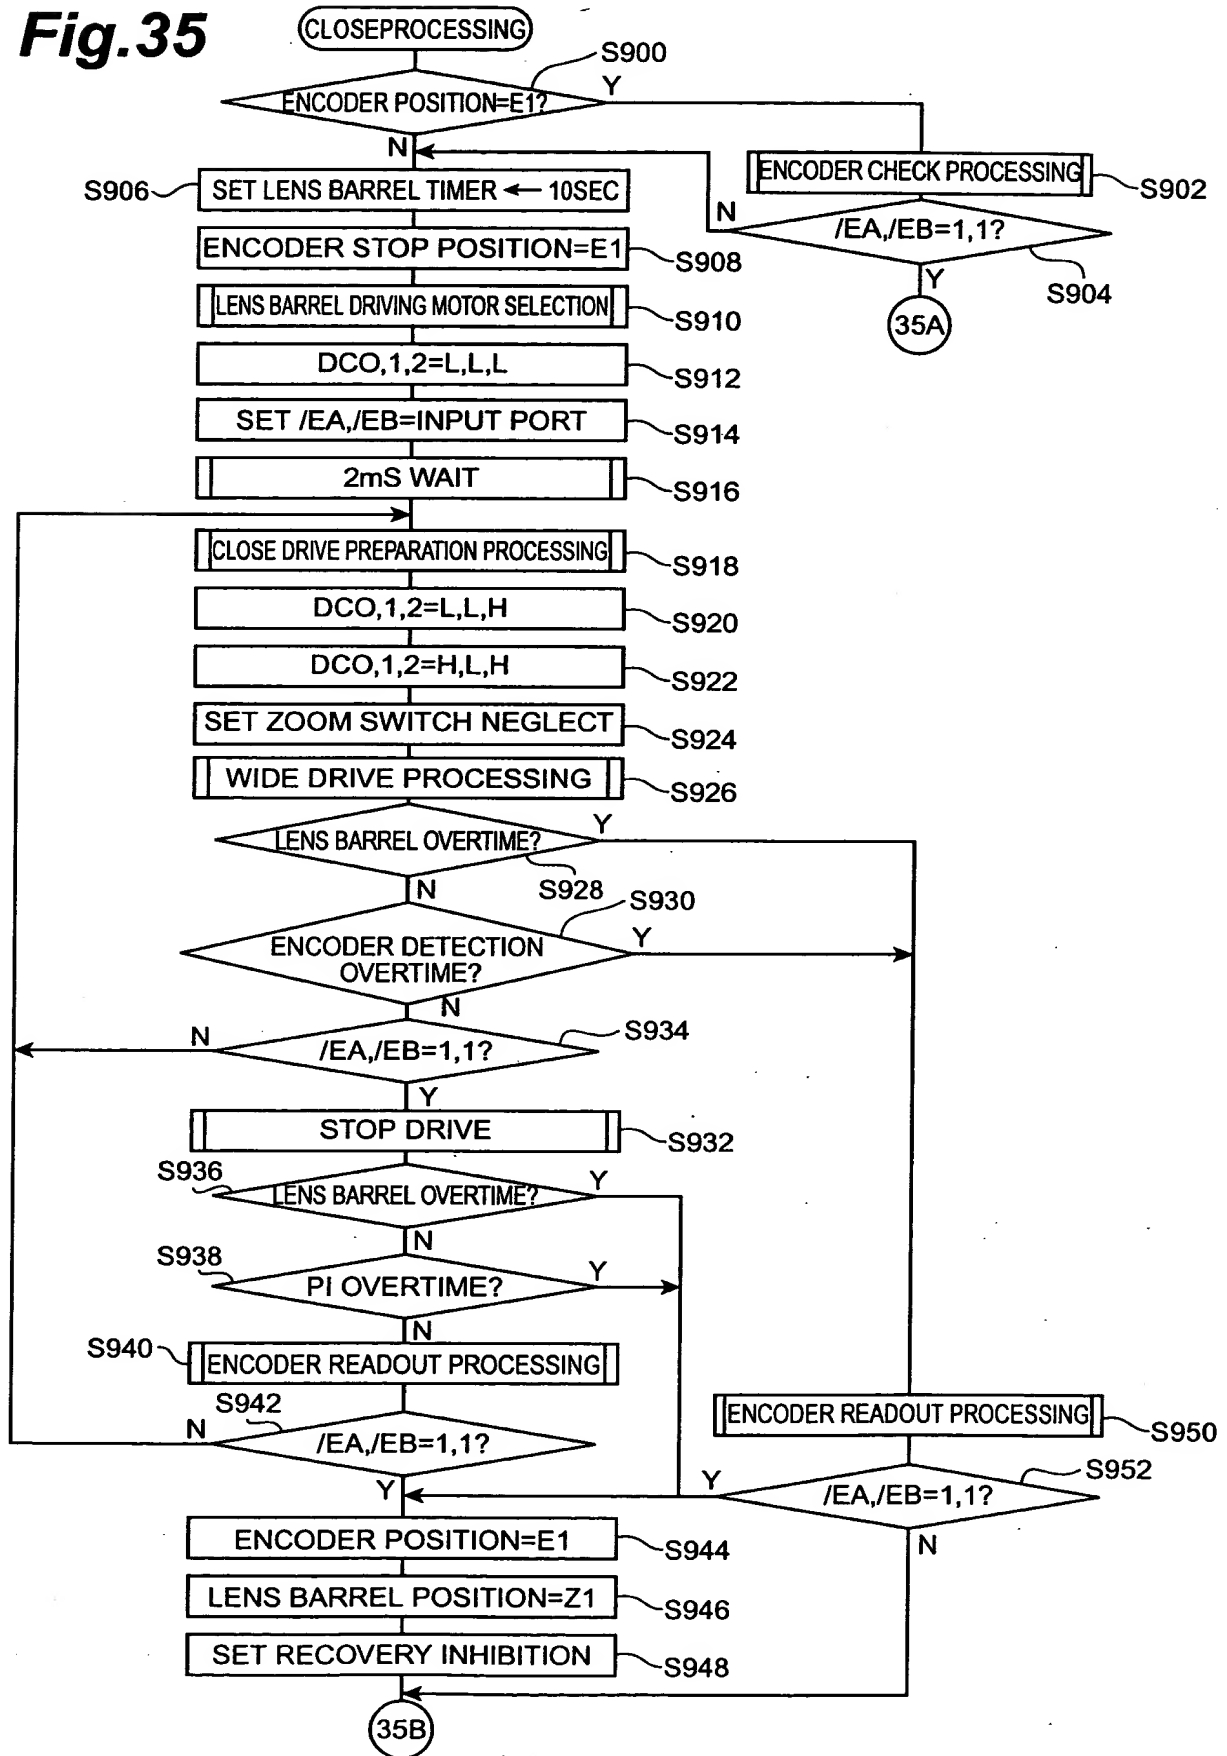 Fig.35
CLOSEPROCESSING
S900
ENCODER POSITION=E1?
Y
N
ENCODER CHECK PROCESSING
S902
S906
SET LENS BARREL TIMER ← 10SEC
N
/EA,/EB=1,1?
Y
S904
35A
ENCODER STOP POSITION=E1
S908
LENS BARREL DRIVING MOTOR SELECTION
S910
DCO,1,2=L,L,L
S912
SET /EA,/EB=INPUT PORT
S914
2mS WAIT
S916
CLOSE DRIVE PREPARATION PROCESSING
S918
DCO,1,2=L,L,H
S920
DCO,1,2=H,L,H
S922
SET ZOOM SWITCH NEGLECT
S924
WIDE DRIVE PROCESSING
S926
LENS BARREL OVERTIME?
Y
S928
N
S930
ENCODER DETECTION
OVERTIME?
Y
N
S934
N
/EA,/EB=1,1?
Y
STOP DRIVE
S932
S936
LENS BARREL OVERTIME?
Y
N
S938
PI OVERTIME?
Y
N
S940
ENCODER READOUT PROCESSING
S942
N
/EA,/EB=1,1?
Y
ENCODER READOUT PROCESSING
S950
S952
Y
/EA,/EB=1,1?
N
ENCODER POSITION=E1
S944
LENS BARREL POSITION=Z1
S946
SET RECOVERY INHIBITION
S948
35B